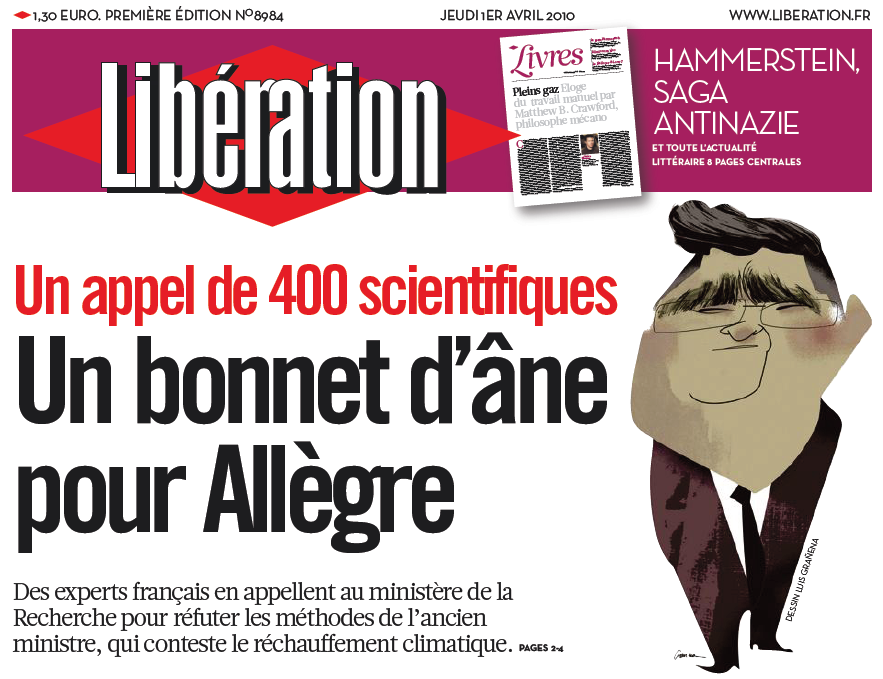 1,30 EURO. PREMIÈRE ÉDITION NO8984
JEUDI 1ER AVRIL 2010
WWW.LIBERATION.FR
Libération
Livres
Pleins gaz Eloge
du travail manuel par
Matthew B. Crawford,
philosophe mécano
HAMMERSTEIN,
SAGA
ANTINAZIE
ET TOUTE L'ACTUALITÉ
LITTÉRAIRE 8 PAGES CENTRALES
Un appel de 400 scientifiques
Un bonnet d'âne
pour Allègre
Des experts français en appellent au ministère de la
Recherche pour réfuter les méthodes de l'ancien
ministre, qui conteste le réchauffement climatique. PAGES 2-4
DESSIN LUIS GRAÑENA